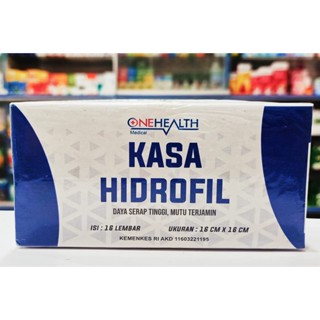 ONEHEALTH
Medical
KASA
HIDROFIL
DAYA SERAP TINGGI, MUTU TERJAMIN
ISI : 16 LEMBAR UKURAN : 16 CM X 16 CM
KEMENKES RI AKD 11603221195